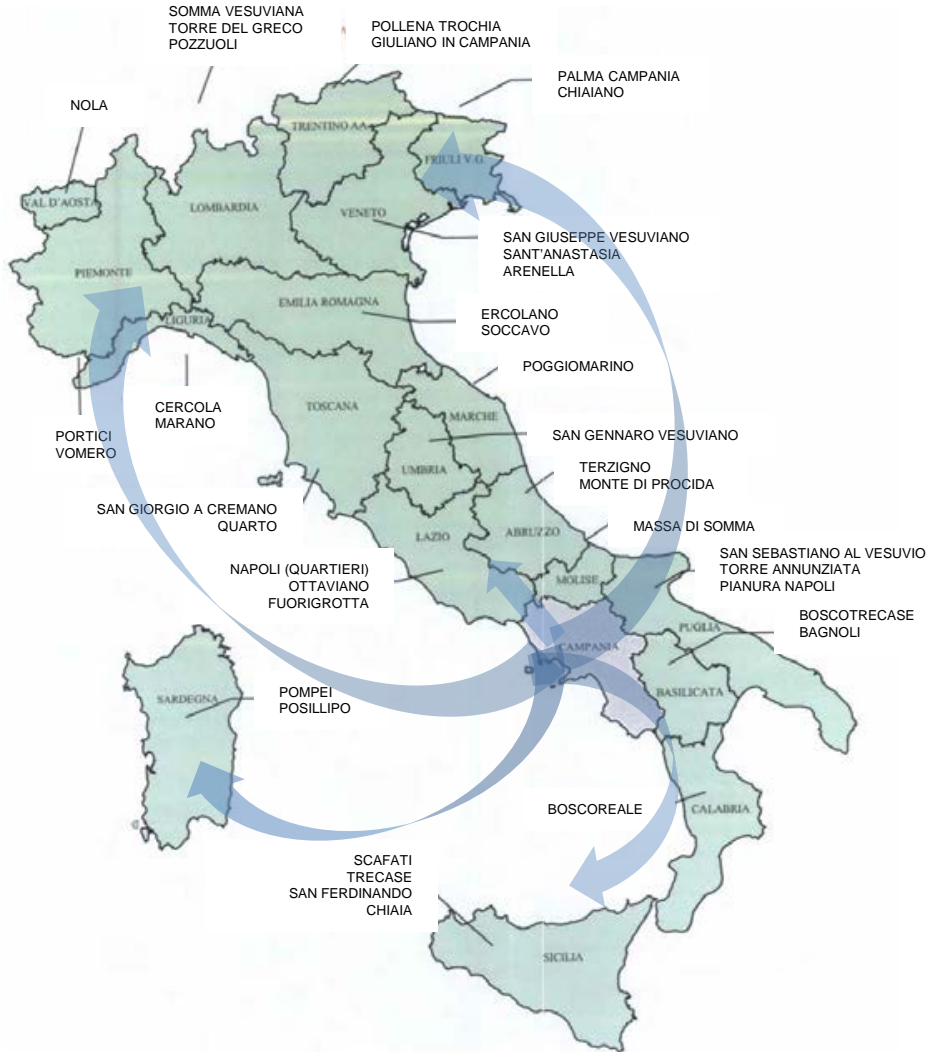 SOMMA VESUVIANA
TORRE DEL GRECO
POZZUOLI
POLLENA TROCHIA
GIULIANO IN CAMPANIA
PALMA CAMPANIA
CHIAIANO
NOLA
TRENTINO AA
FRIULI V.G.
VAL D'AOSTA
LOMBARDIA
VENETO
SAN GIUSEPPE VESUVIANO
SANT'ANASTASIA
ARENELLA
PIEMONTE
EMILIA ROMAGNA
ERCOLANO
SOCCAVO
LIGURIA
POGGIOMARINO
CERCOLA
MARANO
TOSCANA
MARCHE
PORTICI
VOMERO
SAN GENNARO VESUVIANO
UMBRIA
TERZIGNO
MONTE DI PROCIDA
SAN GIORGIO A CREMANO
QUARTO
LAZIO
ABRUZZO
MASSA DI SOMMA
NAPOLI (QUARTIERI)
OTTAVIANO
FUORIGROTTA
MOLISE
SAN SEBASTIANO AL VESUVIO
TORRE ANNUNZIATA
PIANURA NAPOLI
PUGLIA
BOSCOTRECASE
BAGNOLI
CAMPANIA
SARDEGNA
POMPEI
POSILLIPO
BASILICATA
BOSCOREALE
CALABRIA
SCAFATI
TRECASE
SAN FERDINANDO
CHIAIA
SICILIA